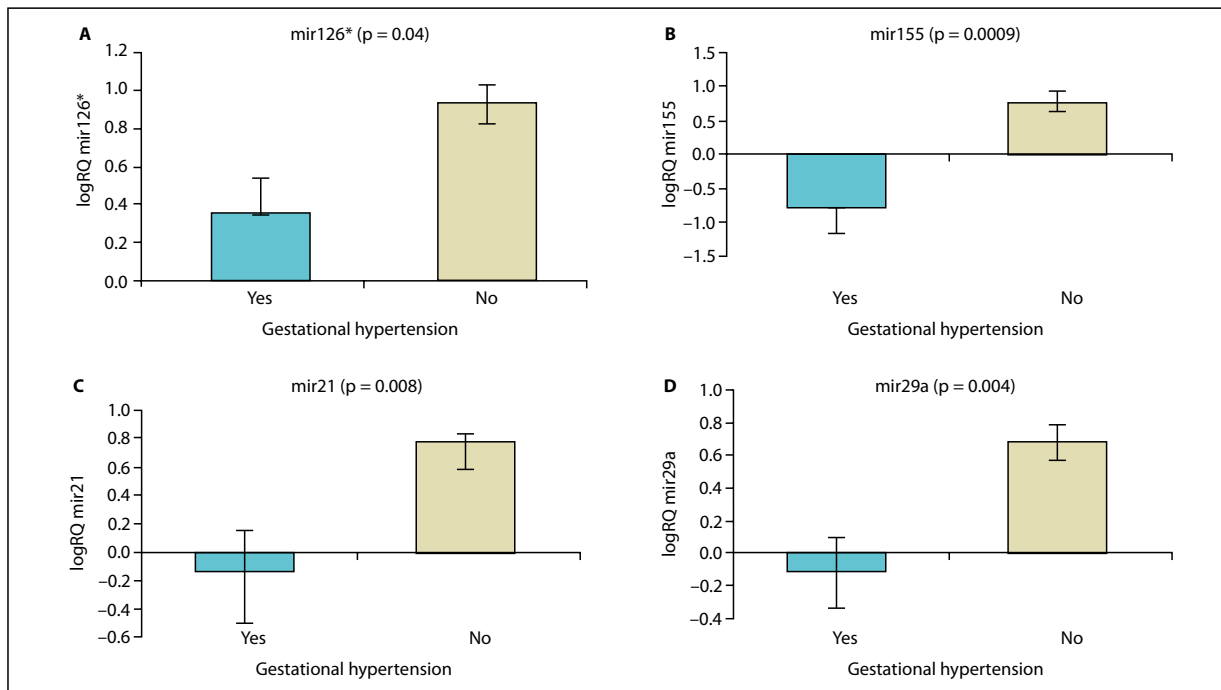 A
mir126* (p = 0.04)
logRQ mir126*
1.2
1.0
0.8
0.6
0.4
0.2
0.0
Yes
No
Gestational hypertension
B
mir155 (p = 0.0009)
logRQ mir155
1.5
1.0
0.5
0.0
−0.5
−1.0
−1.5
Yes
No
Gestational hypertension
C
mir21 (p = 0.008)
logRQ mir21
1.0
0.8
0.6
0.4
0.2
0.0
−0.2
−0.4
−0.6
Yes
No
Gestational hypertension
D
mir29a (p = 0.004)
logRQ mir29a
1.0
0.8
0.6
0.4
0.2
0.0
−0.2
−0.4
Yes
No
Gestational hypertension